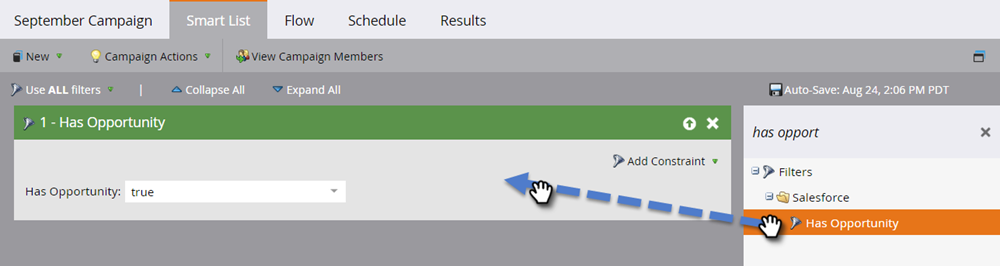 September Campaign Smart List Flow Schedule Results
New Campaign Actions View Campaign Members
Use ALL filters | Collapse All Expand All Auto-Save: Aug 24, 2:06 PM PDT
1 - Has Opportunity
has opport
Add Constraint
Filters
Has Opportunity: true
Salesforce
Has Opportunity